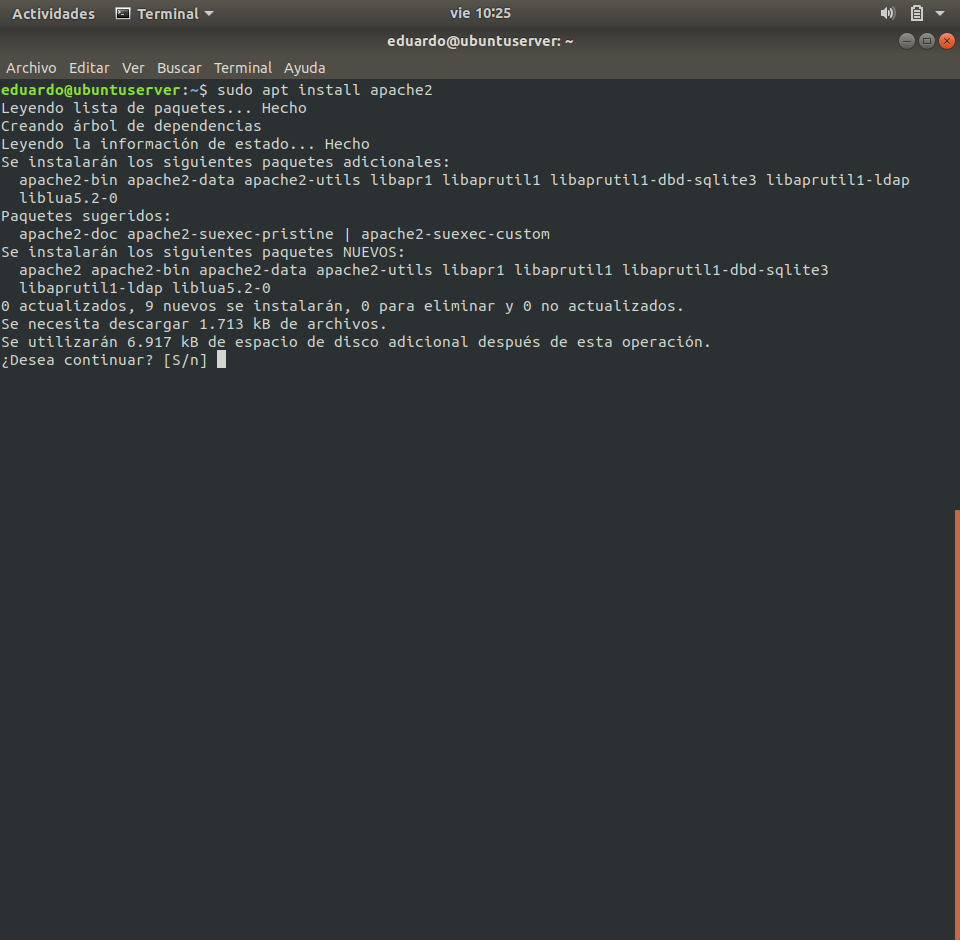 Actividades Terminal vie 10:25
eduardo@ubuntuserver: ~
Archivo Editar Ver Buscar Terminal Ayuda
eduardo@ubuntuserver:~$ sudo apt install apache2
Leyendo lista de paquetes... Hecho
Creando árbol de dependencias
Leyendo la información de estado... Hecho
Se instalarán los siguientes paquetes adicionales:
  apache2-bin apache2-data apache2-utils libapr1 libaprutil1 libaprutil1-dbd-sqlite3 libaprutil1-ldap
  liblua5.2-0
Paquetes sugeridos:
  apache2-doc apache2-suexec-pristine | apache2-suexec-custom
Se instalarán los siguientes paquetes NUEVOS:
  apache2 apache2-bin apache2-data apache2-utils libapr1 libaprutil1 libaprutil1-dbd-sqlite3
  libaprutil1-ldap liblua5.2-0
0 actualizados, 9 nuevos se instalarán, 0 para eliminar y 0 no actualizados.
Se necesita descargar 1.713 kB de archivos.
Se utilizarán 6.917 kB de espacio de disco adicional después de esta operación.
¿Desea continuar? [S/n]